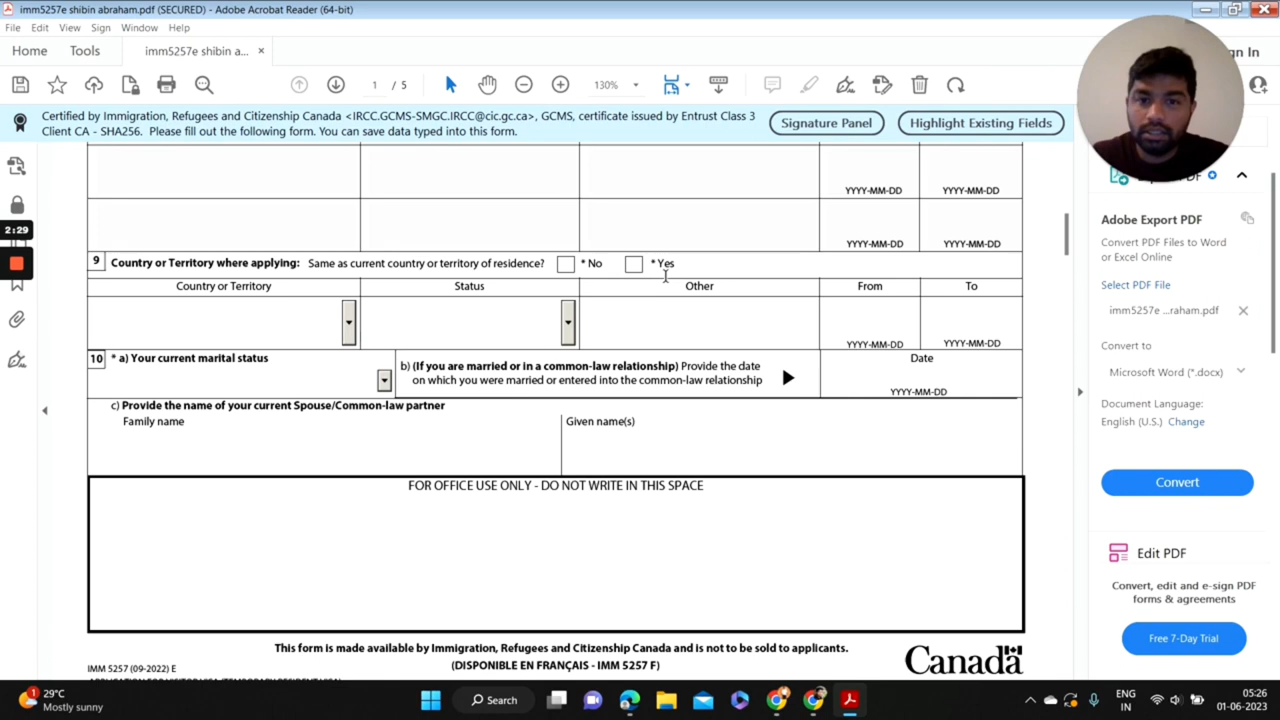 imm5257e shibin abraham.pdf (SECURED) - Adobe Acrobat Reader (64-bit)
File Edit View Sign Window Help
Home Tools imm5257e shibin a... × n In
1 / 5 130%
Certified by Immigration, Refugees and Citizenship Canada <IRCC.GCMS-SMGC.IRCC@cic.gc.ca>, GCMS, certificate issued by Entrust Class 3
Client CA - SHA256. Please fill out the following form. You can save data typed into this form.
Signature Panel
Highlight Existing Fields
2:29
YYYY-MM-DD YYYY-MM-DD
YYYY-MM-DD YYYY-MM-DD
9 Country or Territory where applying: Same as current country or territory of residence? * No * Yes
Country or Territory Status Other From To
YYYY-MM-DD YYYY-MM-DD
10 * a) Your current marital status
b) (If you are married or in a common-law relationship) Provide the date
on which you were married or entered into the common-law relationship
Date
YYYY-MM-DD
c) Provide the name of your current Spouse/Common-law partner
Family name Given name(s)
FOR OFFICE USE ONLY - DO NOT WRITE IN THIS SPACE
This form is made available by Immigration, Refugees and Citizenship Canada and is not to be sold to applicants.
(DISPONIBLE EN FRANÇAIS - IMM 5257 F)
IMM 5257 (09-2022) E
Canada
Adobe Export PDF
Convert PDF Files to Word
or Excel Online
Select PDF File
imm5257e ...raham.pdf
Convert to
Microsoft Word (*.docx)
Document Language:
English (U.S.) Change
Convert
Edit PDF
Convert, edit and e-sign PDF
forms & agreements
Free 7-Day Trial
1
29°C
Mostly sunny
Search
ENG
IN
05:26
01-06-2023